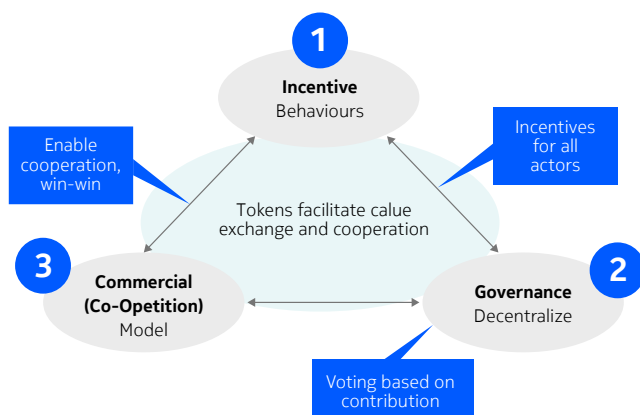 1
Incentive
Behaviours
Enable
cooperation,
win-win
Incentives
for all
actors
Tokens facilitate calue
exchange and cooperation
3
Commercial
(Co-Opetition)
Model
2
Governance
Decentralize
Voting based on
contribution